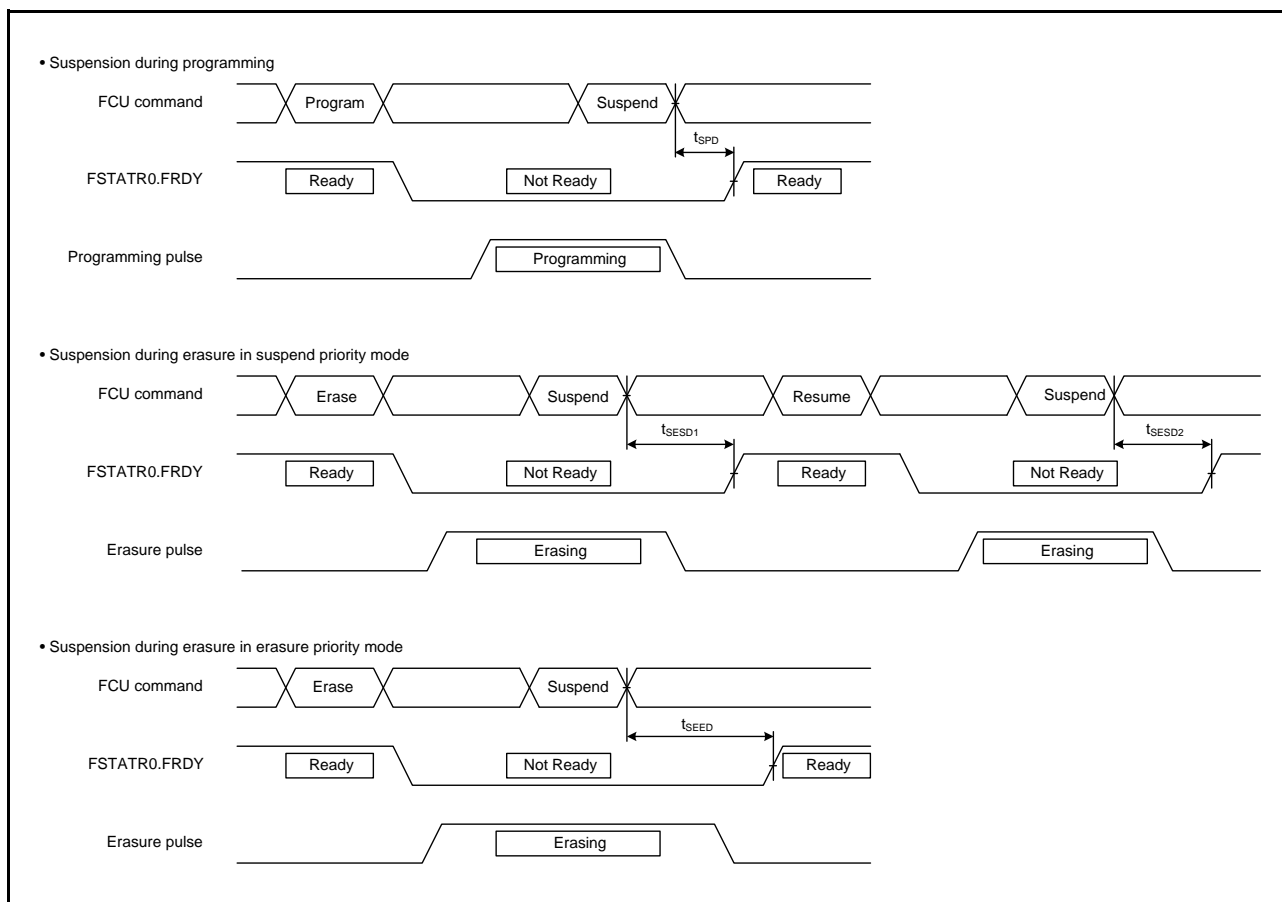 • Suspension during programming
FCU command Program Suspend
tSPD
FSTATR0.FRDY Ready Not Ready Ready
Programming pulse Programming
• Suspension during erasure in suspend priority mode
FCU command Erase Suspend Resume Suspend
tSESD1 tSESD2
FSTATR0.FRDY Ready Not Ready Ready Not Ready
Erasure pulse Erasing Erasing
• Suspension during erasure in erasure priority mode
FCU command Erase Suspend
tSEED
FSTATR0.FRDY Ready Not Ready Ready
Erasure pulse Erasing